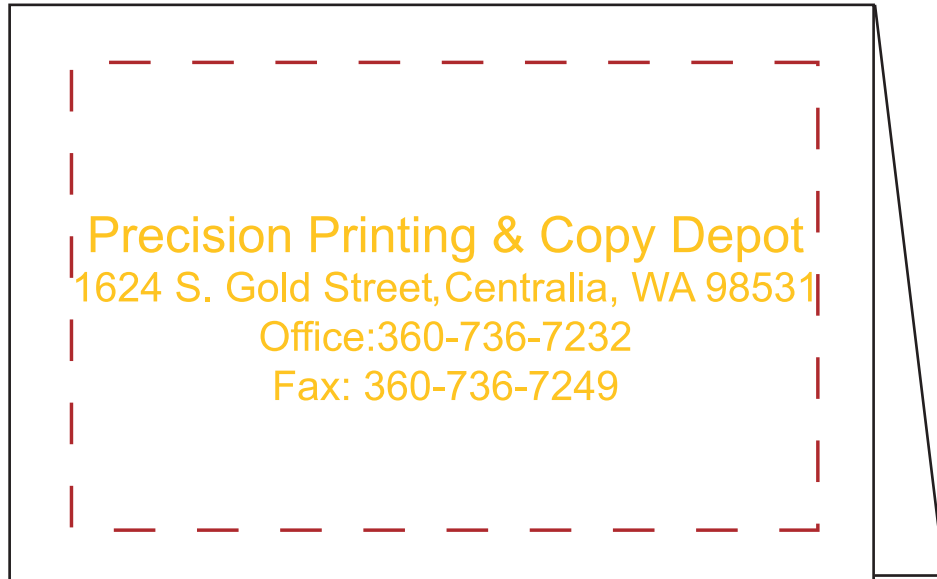 Precision Printing & Copy Depot
1624 S. Gold Street,Centralia, WA 98531
Office:360-736-7232
Fax: 360-736-7249